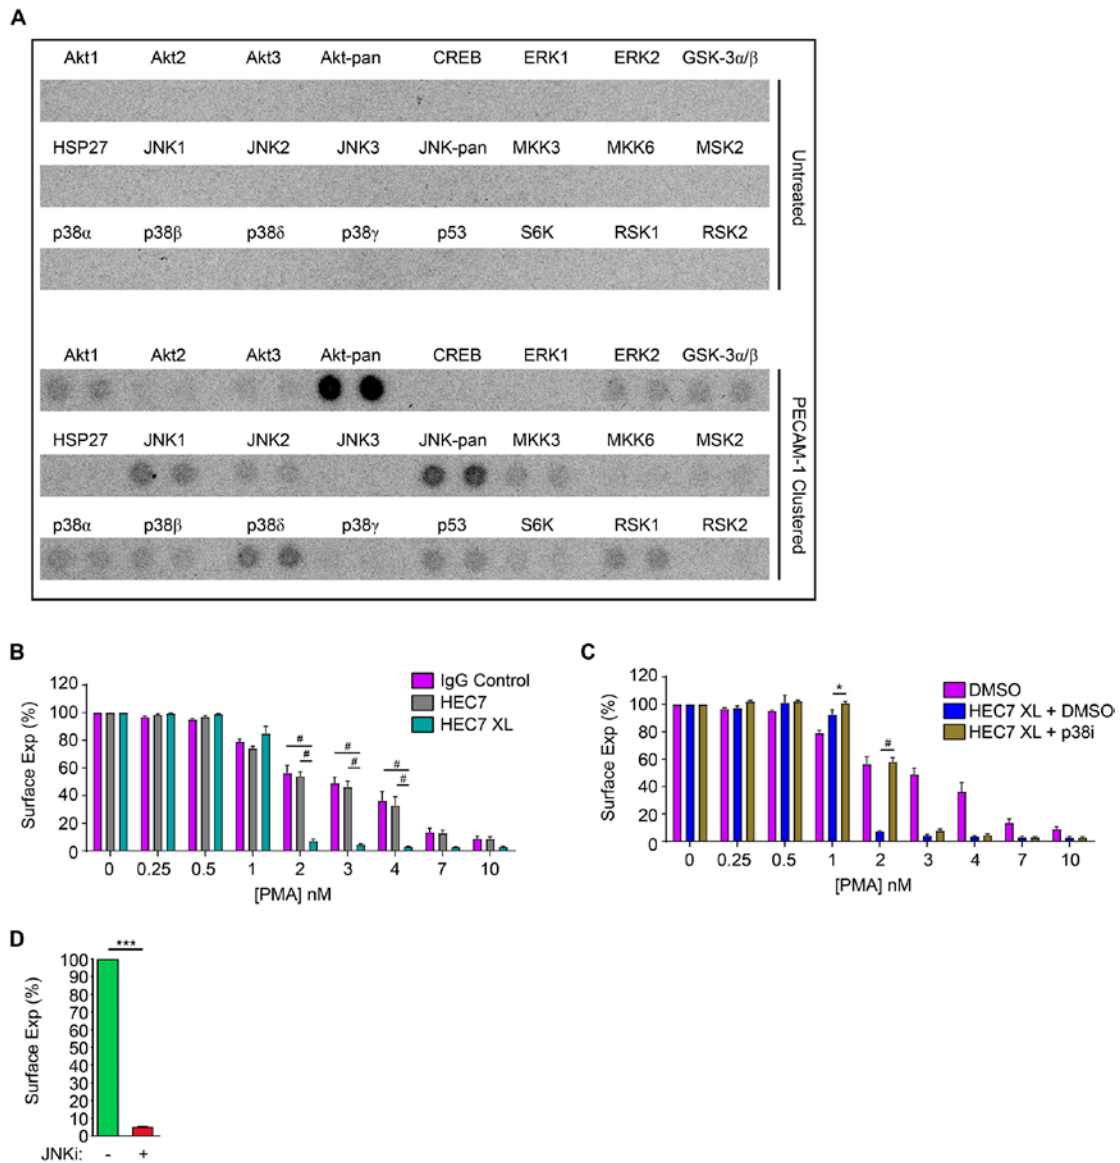 A
Akt1 Akt2 Akt3 Akt-pan CREB ERK1 ERK2 GSK-3α/β
HSP27 JNK1 JNK2 JNK3 JNK-pan MKK3 MKK6 MSK2
p38α p38β p38δ p38γ p53 S6K RSK1 RSK2
Untreated
Akt1 Akt2 Akt3 Akt-pan CREB ERK1 ERK2 GSK-3α/β
HSP27 JNK1 JNK2 JNK3 JNK-pan MKK3 MKK6 MSK2
p38α p38β p38δ p38γ p53 S6K RSK1 RSK2
PECAM-1 Clustered
B
Surface Exp (%)
120
100
80
60
40
20
0
IgG Control
HEC7
HEC7 XL
# # #
# # #
0 0.25 0.5 1 2 3 4 7 10
[PMA] nM
C
Surface Exp (%)
120
100
80
60
40
20
0
DMSO
HEC7 XL + DMSO
HEC7 XL + p38i
*
#
0 0.25 0.5 1 2 3 4 7 10
[PMA] nM
D
Surface Exp (%)
100
90
80
70
60
50
40
30
20
10
0
***
JNKi: - +